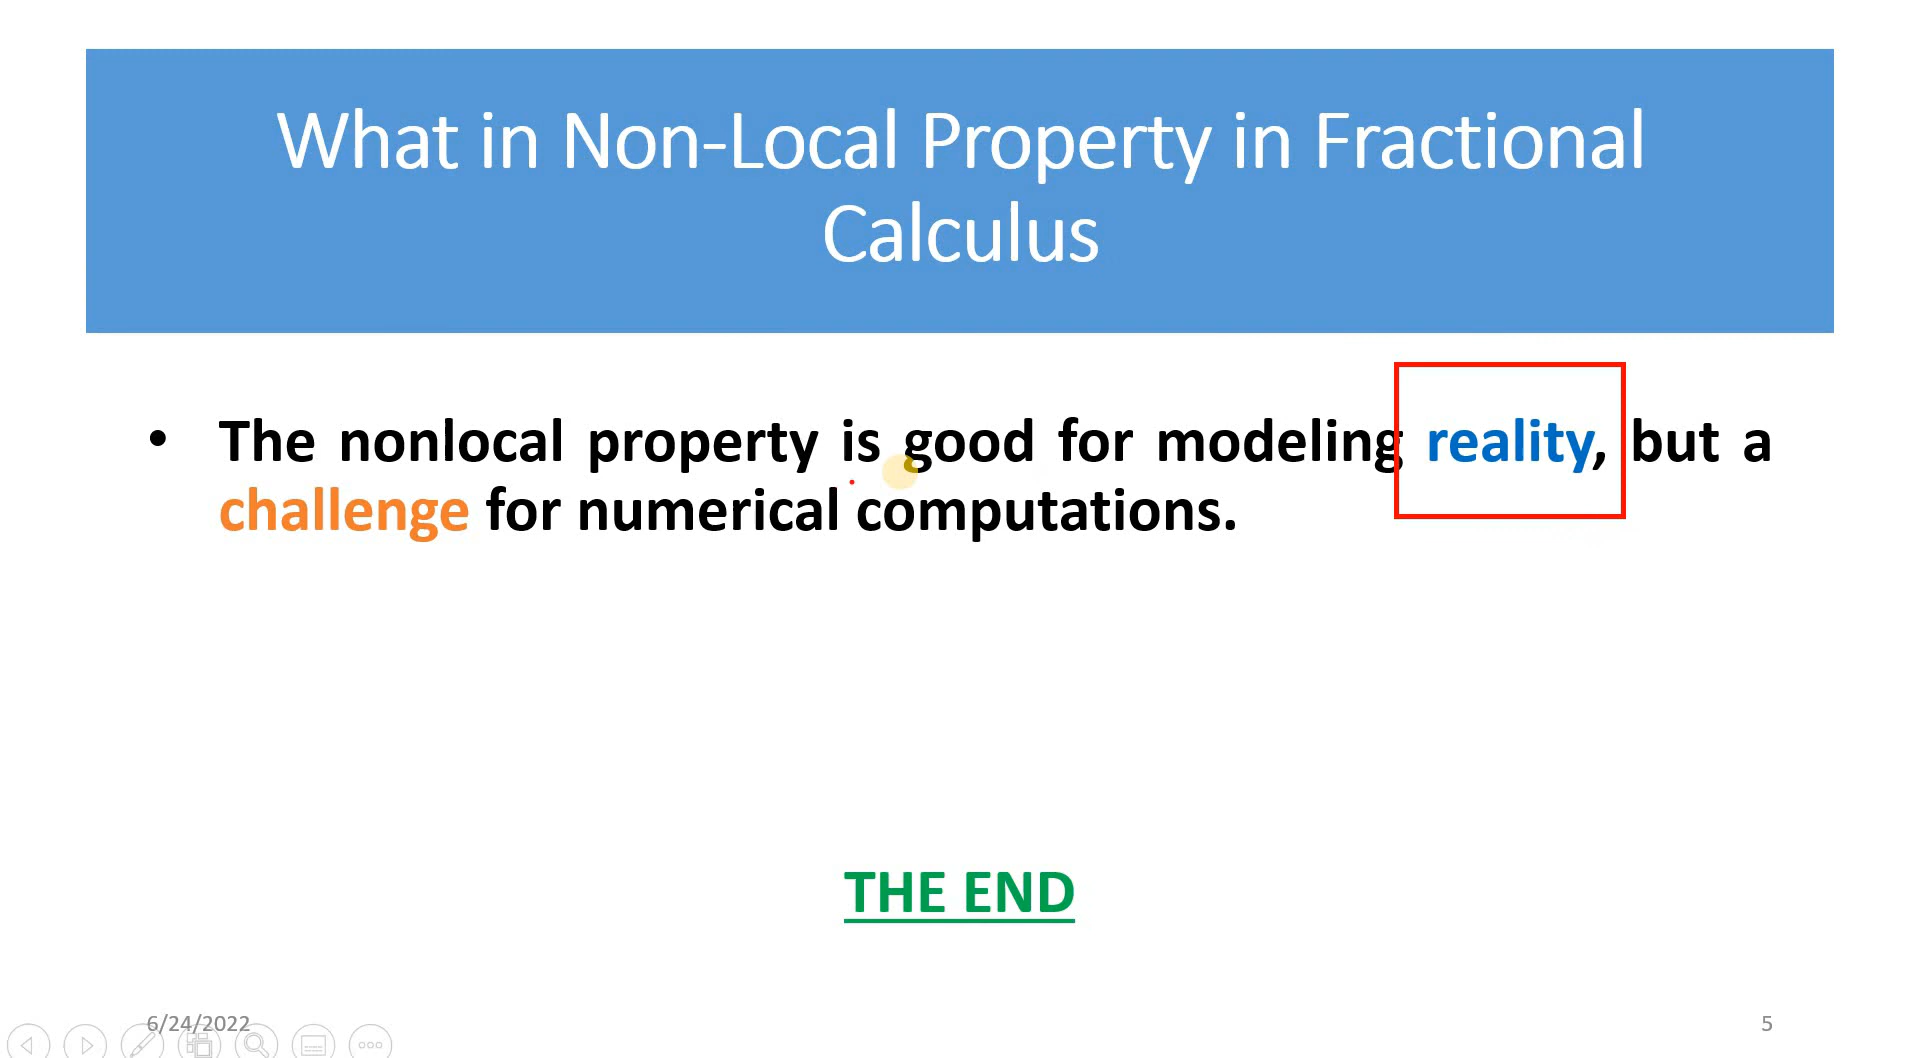 What in Non-Local Property in Fractional
Calculus
• The nonlocal property is good for modeling reality, but a
challenge for numerical computations.
THE END
6/24/2022
5